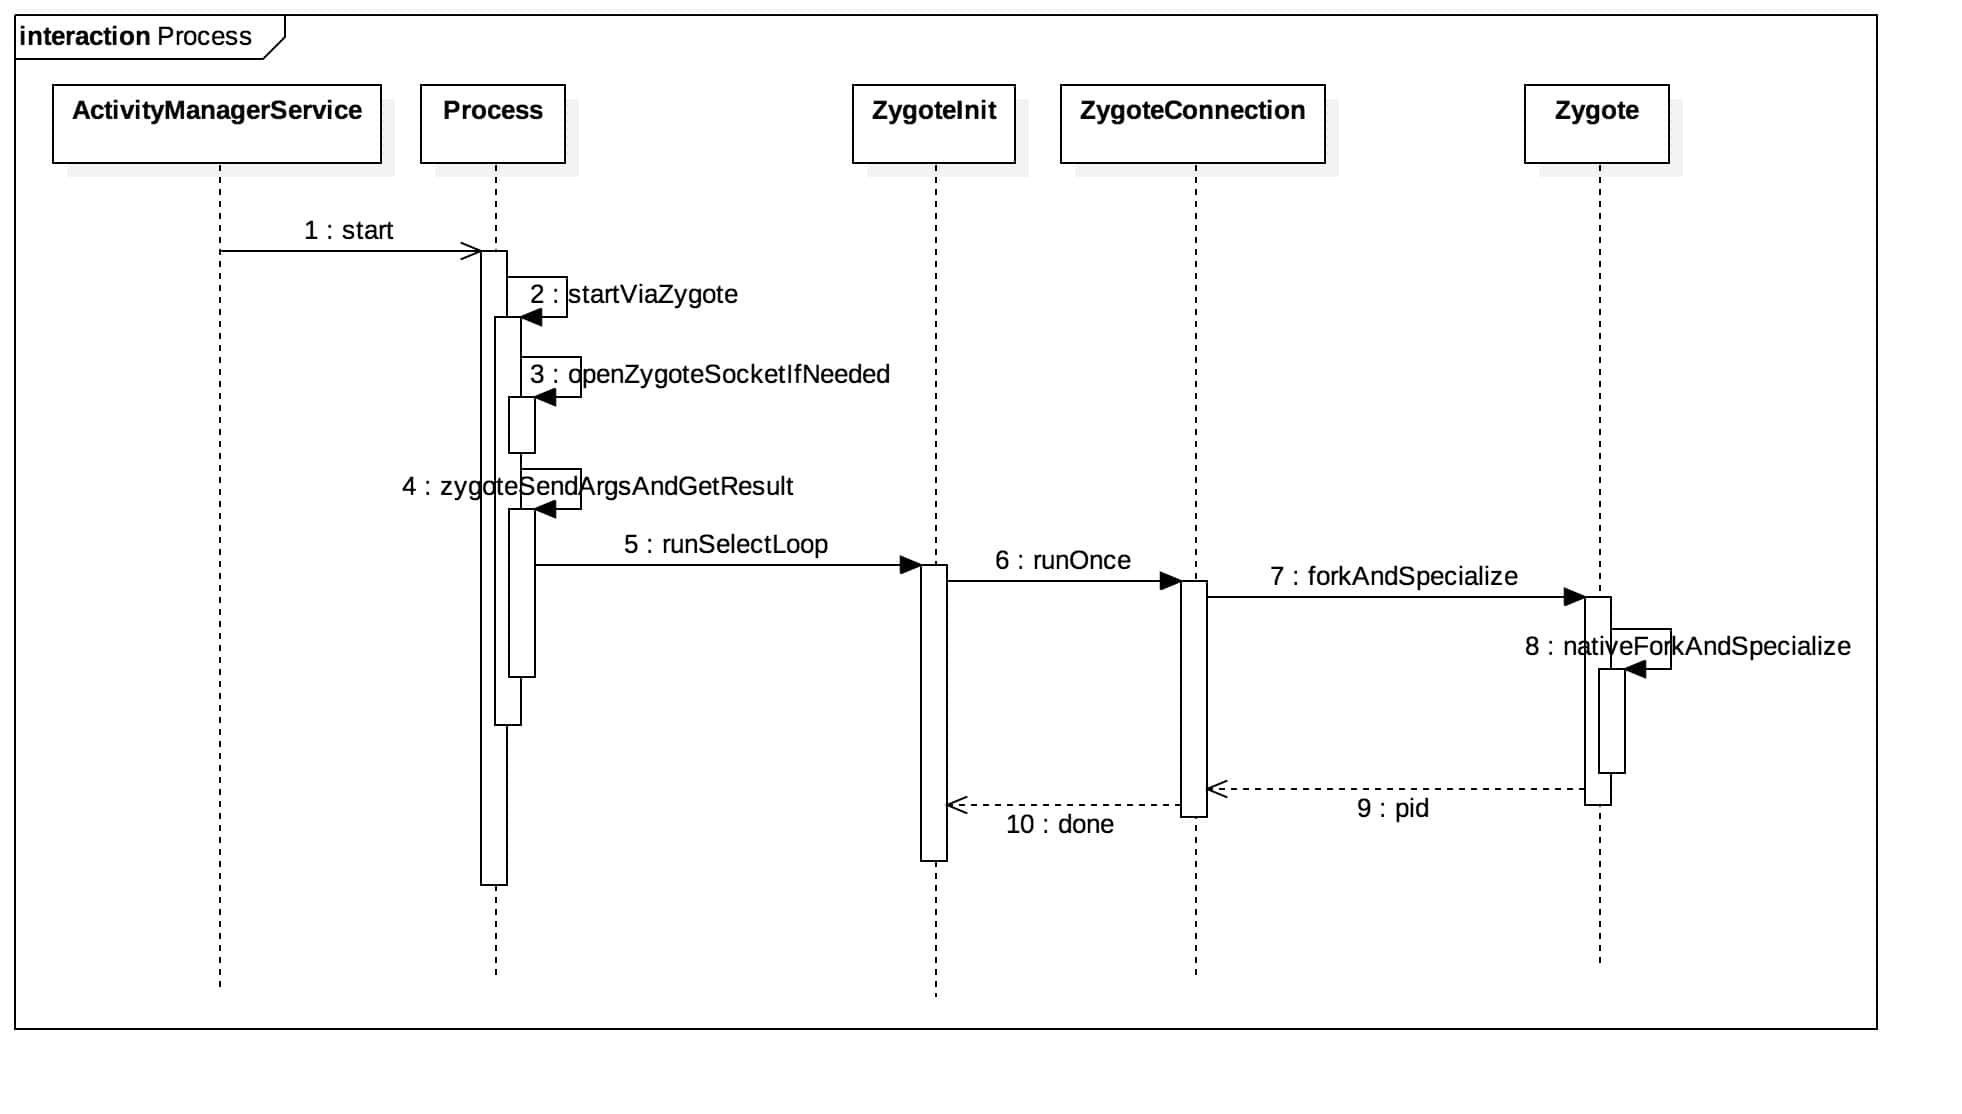 interaction Process
ActivityManagerService
Process
ZygoteInit
ZygoteConnection
Zygote
1 : start
2 : startViaZygote
3 : openZygoteSocketIfNeeded
4 : zygoteSendArgsAndGetResult
5 : runSelectLoop
6 : runOnce
7 : forkAndSpecialize
8 : nativeForkAndSpecialize
9 : pid
10 : done